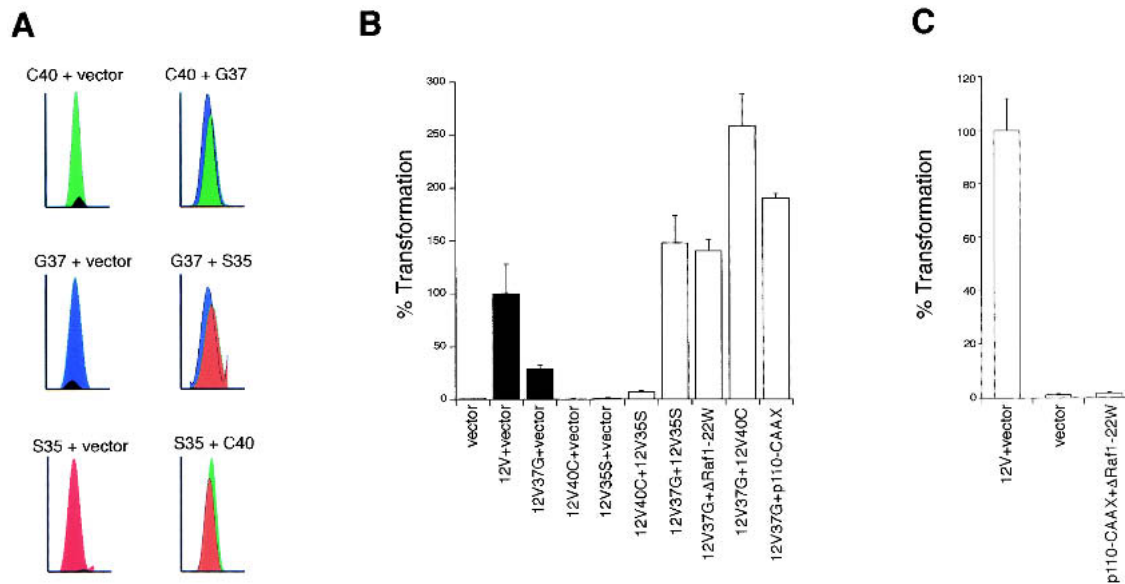 A
C40 + vector
C40 + G37
G37 + vector
G37 + S35
S35 + vector
S35 + C40
B
% Transformation
300
250
200
150
100
50
0
vector
12V+vector
12V37G+vector
12V40C+vector
12V35S+vector
12V40C+12V35S
12V37G+12V35S
12V37G+ΔRaf1-22W
12V37G+12V40C
12V37G+p110-CAAX
C
% Transformation
120
100
80
60
40
20
0
12V+vector
vector
p110-CAAX+ΔRaf1-22W